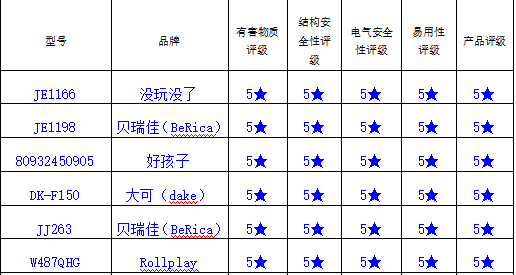 型号 品牌 有害物质评级 结构安全性评级 电气安全性评级 易用性评级 产品评级
JE1166 没玩没了 5★ 5★ 5★ 5★ 5★
JE1198 贝瑞佳（BeRica） 5★ 5★ 5★ 5★ 5★
80932450905 好孩子 5★ 5★ 5★ 5★ 5★
DK-F150 大可（dake） 5★ 5★ 5★ 5★ 5★
JJ263 贝瑞佳（BeRica） 5★ 5★ 5★ 5★ 5★
W487QHG Rollplay 5★ 5★ 5★ 5★ 5★